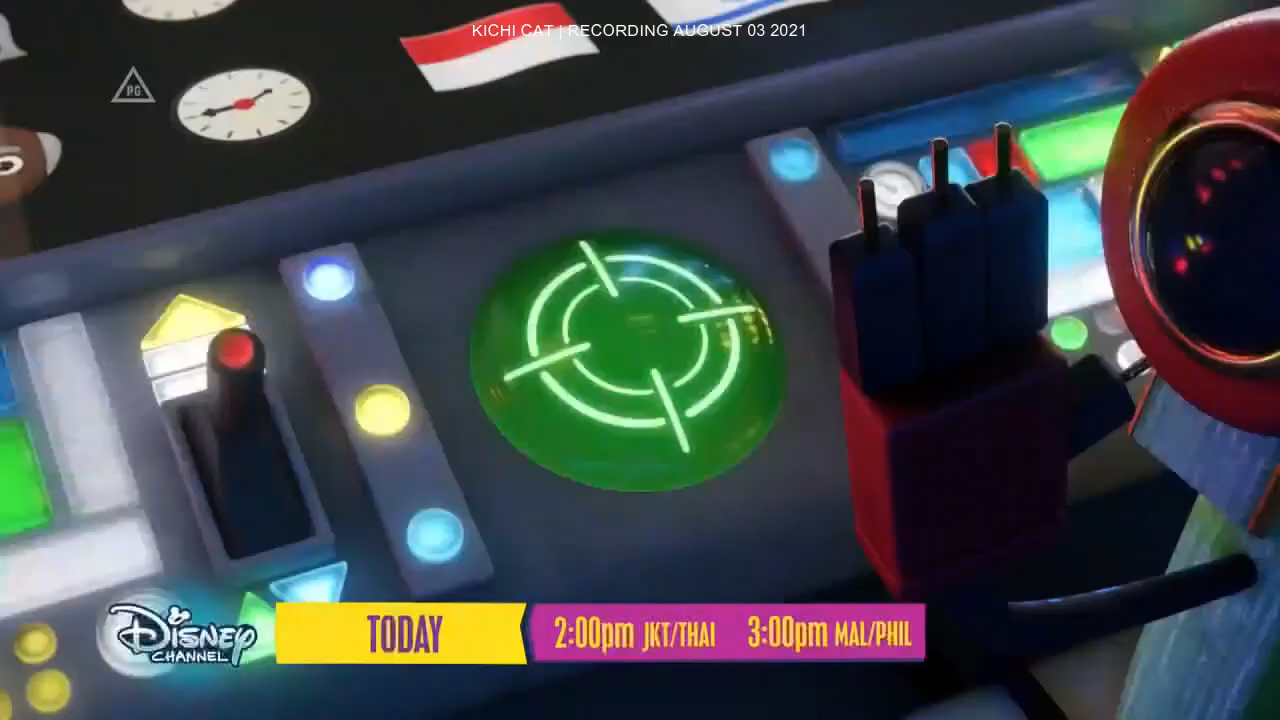 KICHI CAT | RECORDING AUGUST 03 2021
PG
Disney
CHANNEL
TODAY
2:00pm JKT/THAI 3:00pm MAL/PHIL